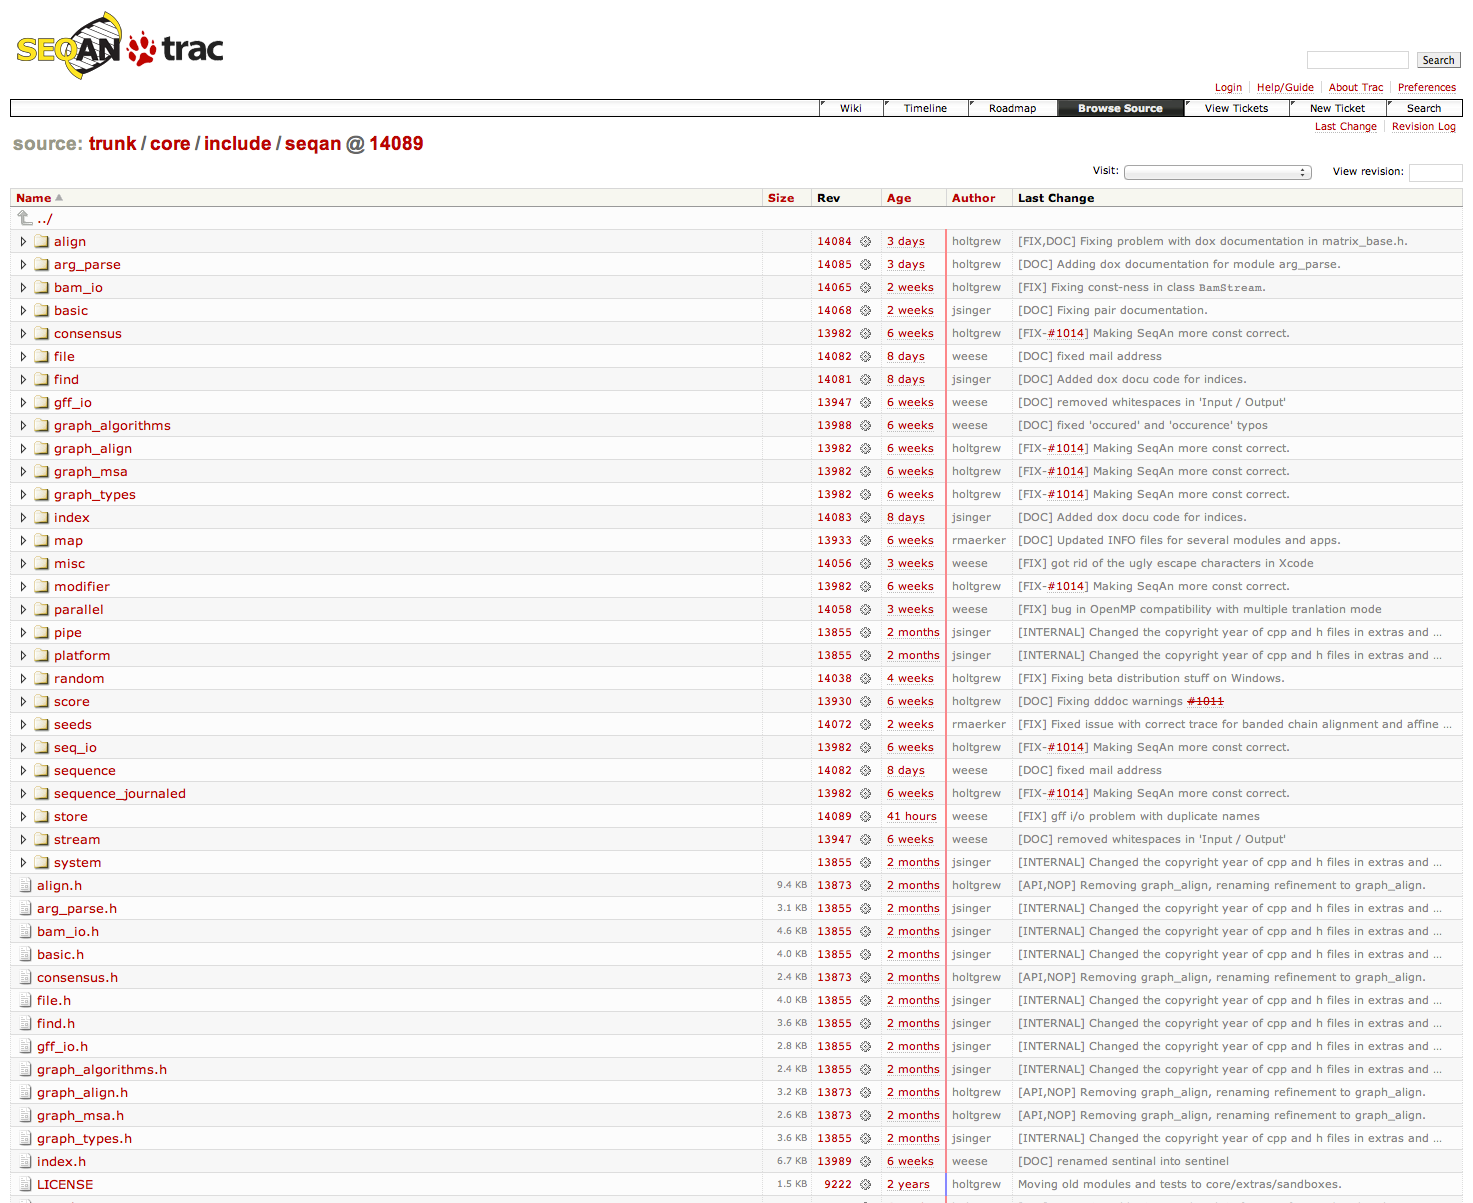 SEQAN trac
Search
Login Help/Guide About Trac Preferences
Wiki Timeline Roadmap Browse Source View Tickets New Ticket Search
Last Change Revision Log
source: trunk / core / include / seqan @ 14089
Visit: View revision:
Name Size Rev Age Author Last Change
../
align 14084 3 days holtgrew [FIX,DOC] Fixing problem with dox documentation in matrix_base.h.
arg_parse 14085 3 days holtgrew [DOC] Adding dox documentation for module arg_parse.
bam_io 14065 2 weeks holtgrew [FIX] Fixing const-ness in class BamStream.
basic 14068 2 weeks jsinger [DOC] Fixing pair documentation.
consensus 13982 6 weeks holtgrew [FIX-#1014] Making SeqAn more const correct.
file 14082 8 days weese [DOC] fixed mail address
find 14081 8 days jsinger [DOC] Added dox docu code for indices.
gff_io 13947 6 weeks weese [DOC] removed whitespaces in 'Input / Output'
graph_algorithms 13988 6 weeks weese [DOC] fixed 'occured' and 'occurence' typos
graph_align 13982 6 weeks holtgrew [FIX-#1014] Making SeqAn more const correct.
graph_msa 13982 6 weeks holtgrew [FIX-#1014] Making SeqAn more const correct.
graph_types 13982 6 weeks holtgrew [FIX-#1014] Making SeqAn more const correct.
index 14083 8 days jsinger [DOC] Added dox docu code for indices.
map 13933 6 weeks rmaerker [DOC] Updated INFO files for several modules and apps.
misc 14056 3 weeks weese [FIX] got rid of the ugly escape characters in Xcode
modifier 13982 6 weeks holtgrew [FIX-#1014] Making SeqAn more const correct.
parallel 14058 3 weeks weese [FIX] bug in OpenMP compatibility with multiple tranlation mode
pipe 13855 2 months jsinger [INTERNAL] Changed the copyright year of cpp and h files in extras and ...
platform 13855 2 months jsinger [INTERNAL] Changed the copyright year of cpp and h files in extras and ...
random 14038 4 weeks holtgrew [FIX] Fixing beta distribution stuff on Windows.
score 13930 6 weeks holtgrew [DOC] Fixing dddoc warnings #1011
seeds 14072 2 weeks rmaerker [FIX] Fixed issue with correct trace for banded chain alignment and affine ...
seq_io 13982 6 weeks holtgrew [FIX-#1014] Making SeqAn more const correct.
sequence 14082 8 days weese [DOC] fixed mail address
sequence_journaled 13982 6 weeks holtgrew [FIX-#1014] Making SeqAn more const correct.
store 14089 41 hours weese [FIX] gff i/o problem with duplicate names
stream 13947 6 weeks weese [DOC] removed whitespaces in 'Input / Output'
system 13855 2 months jsinger [INTERNAL] Changed the copyright year of cpp and h files in extras and ...
align.h 9.4 KB 13873 2 months holtgrew [API,NOP] Removing graph_align, renaming refinement to graph_align.
arg_parse.h 3.1 KB 13855 2 months jsinger [INTERNAL] Changed the copyright year of cpp and h files in extras and ...
bam_io.h 4.6 KB 13855 2 months jsinger [INTERNAL] Changed the copyright year of cpp and h files in extras and ...
basic.h 4.0 KB 13855 2 months jsinger [INTERNAL] Changed the copyright year of cpp and h files in extras and ...
consensus.h 2.4 KB 13873 2 months holtgrew [API,NOP] Removing graph_align, renaming refinement to graph_align.
file.h 4.0 KB 13855 2 months jsinger [INTERNAL] Changed the copyright year of cpp and h files in extras and ...
find.h 3.6 KB 13855 2 months jsinger [INTERNAL] Changed the copyright year of cpp and h files in extras and ...
gff_io.h 2.8 KB 13855 2 months jsinger [INTERNAL] Changed the copyright year of cpp and h files in extras and ...
graph_algorithms.h 2.4 KB 13855 2 months jsinger [INTERNAL] Changed the copyright year of cpp and h files in extras and ...
graph_align.h 3.2 KB 13873 2 months holtgrew [API,NOP] Removing graph_align, renaming refinement to graph_align.
graph_msa.h 2.6 KB 13873 2 months holtgrew [API,NOP] Removing graph_align, renaming refinement to graph_align.
graph_types.h 3.6 KB 13855 2 months jsinger [INTERNAL] Changed the copyright year of cpp and h files in extras and ...
index.h 6.7 KB 13989 6 weeks weese [DOC] renamed sentinal into sentinel
LICENSE 1.5 KB 9222 2 years holtgrew Moving old modules and tests to core/extras/sandboxes.